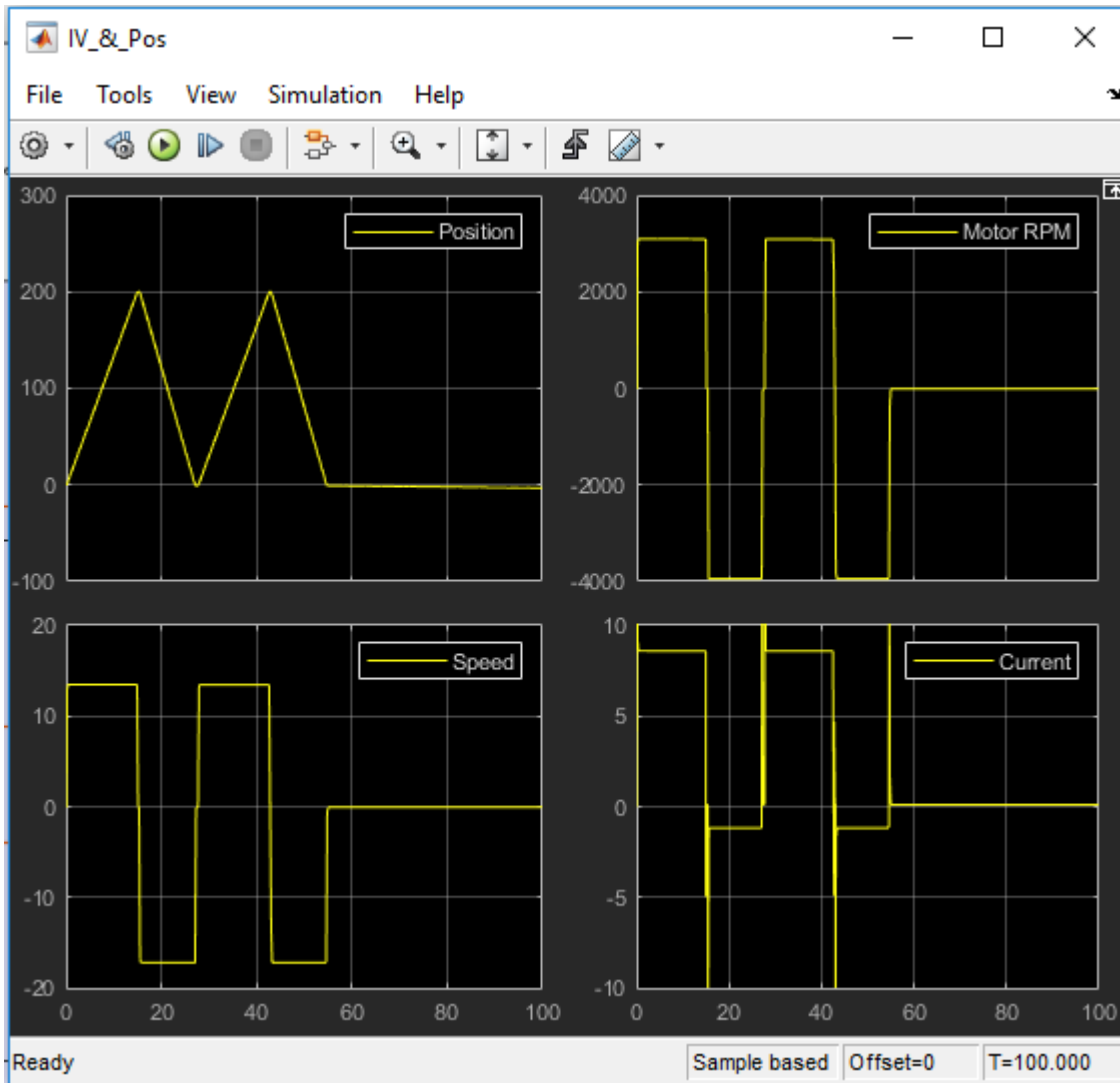 IV_&_Pos
File Tools View Simulation Help
300
200
100
0
-100
Position
4000
2000
0
-2000
-4000
Motor RPM
20
10
0
-10
-20
Speed
0 20 40 60 80 100
10
5
0
-5
-10
Current
0 20 40 60 80 100
Ready Sample based Offset=0 T=100.000